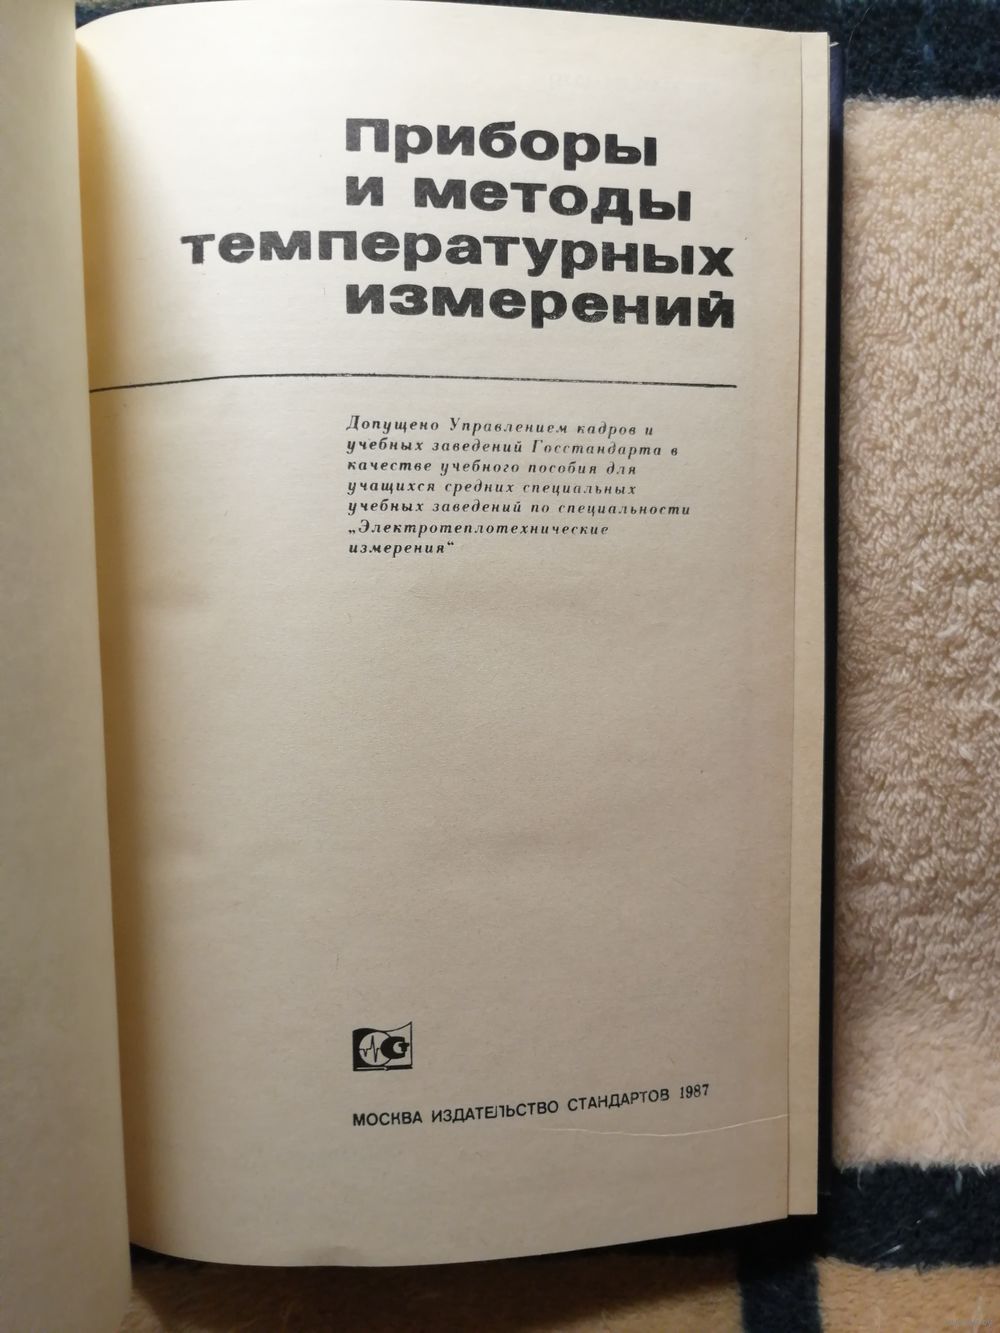 Приборы
и методы
температурных
измерений
Допущено Управлением кадров и
учебных заведений Госстандарта в
качестве учебного пособия для
учащихся средних специальных
учебных заведений по специальности
„Электротеплотехнические
измерения“
МОСКВА ИЗДАТЕЛЬСТВО СТАНДАРТОВ 1987